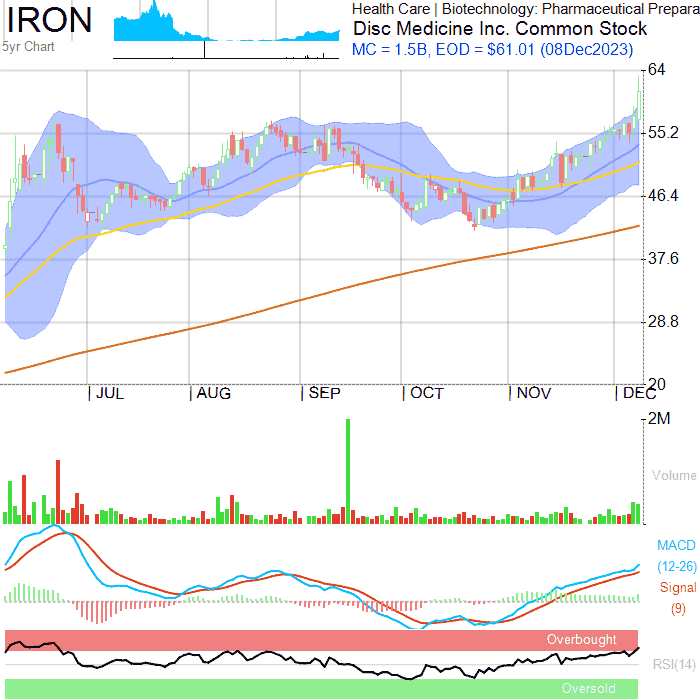 IRON
5yr Chart
Health Care | Biotechnology: Pharmaceutical Prepara
Disc Medicine Inc. Common Stock
MC = 1.5B, EOD = $61.01 (08Dec2023)
64
55.2
46.4
37.6
28.8
20
JUL AUG SEP OCT NOV DEC
2M
Volume
MACD
(12-26)
Signal
(9)
Overbought
RSI(14)
Oversold